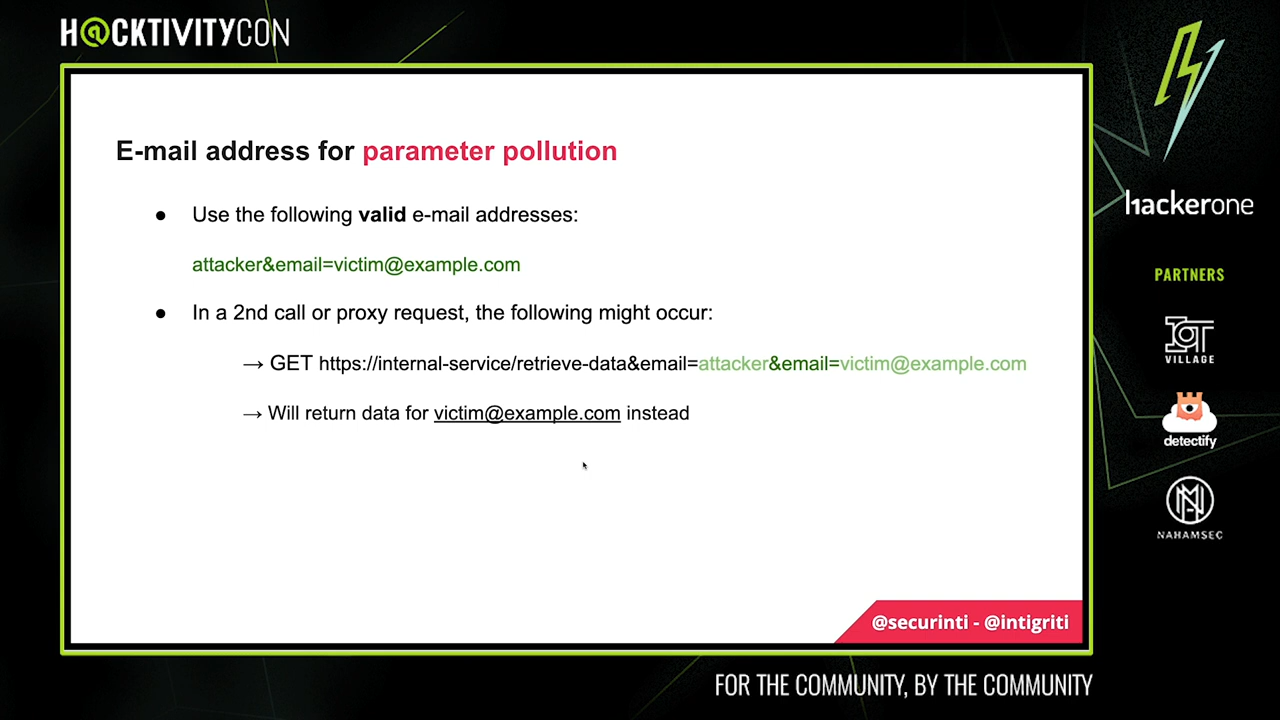 H@CKTIVITYCON
E-mail address for parameter pollution
● Use the following valid e-mail addresses:
attacker&email=victim@example.com
● In a 2nd call or proxy request, the following might occur:
→ GET https://internal-service/retrieve-data&email=attacker&email=victim@example.com
→ Will return data for victim@example.com instead
@securinti - @intigriti
hackerone
PARTNERS
IOT
VILLAGE
detectify
NAHAMSEC
FOR THE COMMUNITY, BY THE COMMUNITY